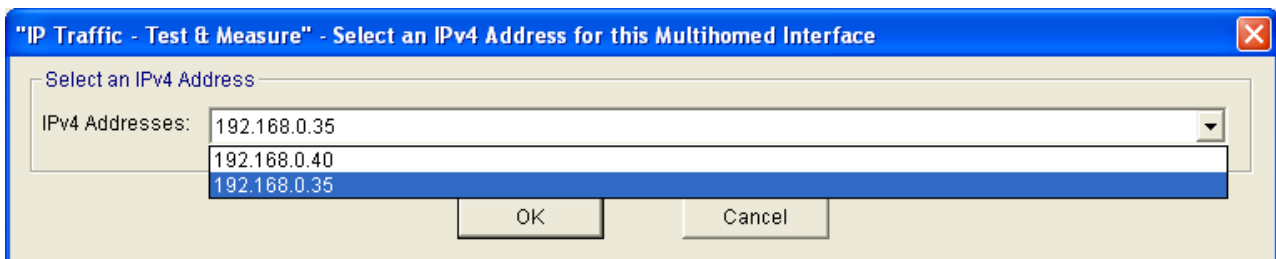 "IP Traffic - Test & Measure" - Select an IPv4 Address for this Multihomed Interface
Select an IPv4 Address
IPv4 Addresses: 192.168.0.35
192.168.0.40
192.168.0.35
OK Cancel